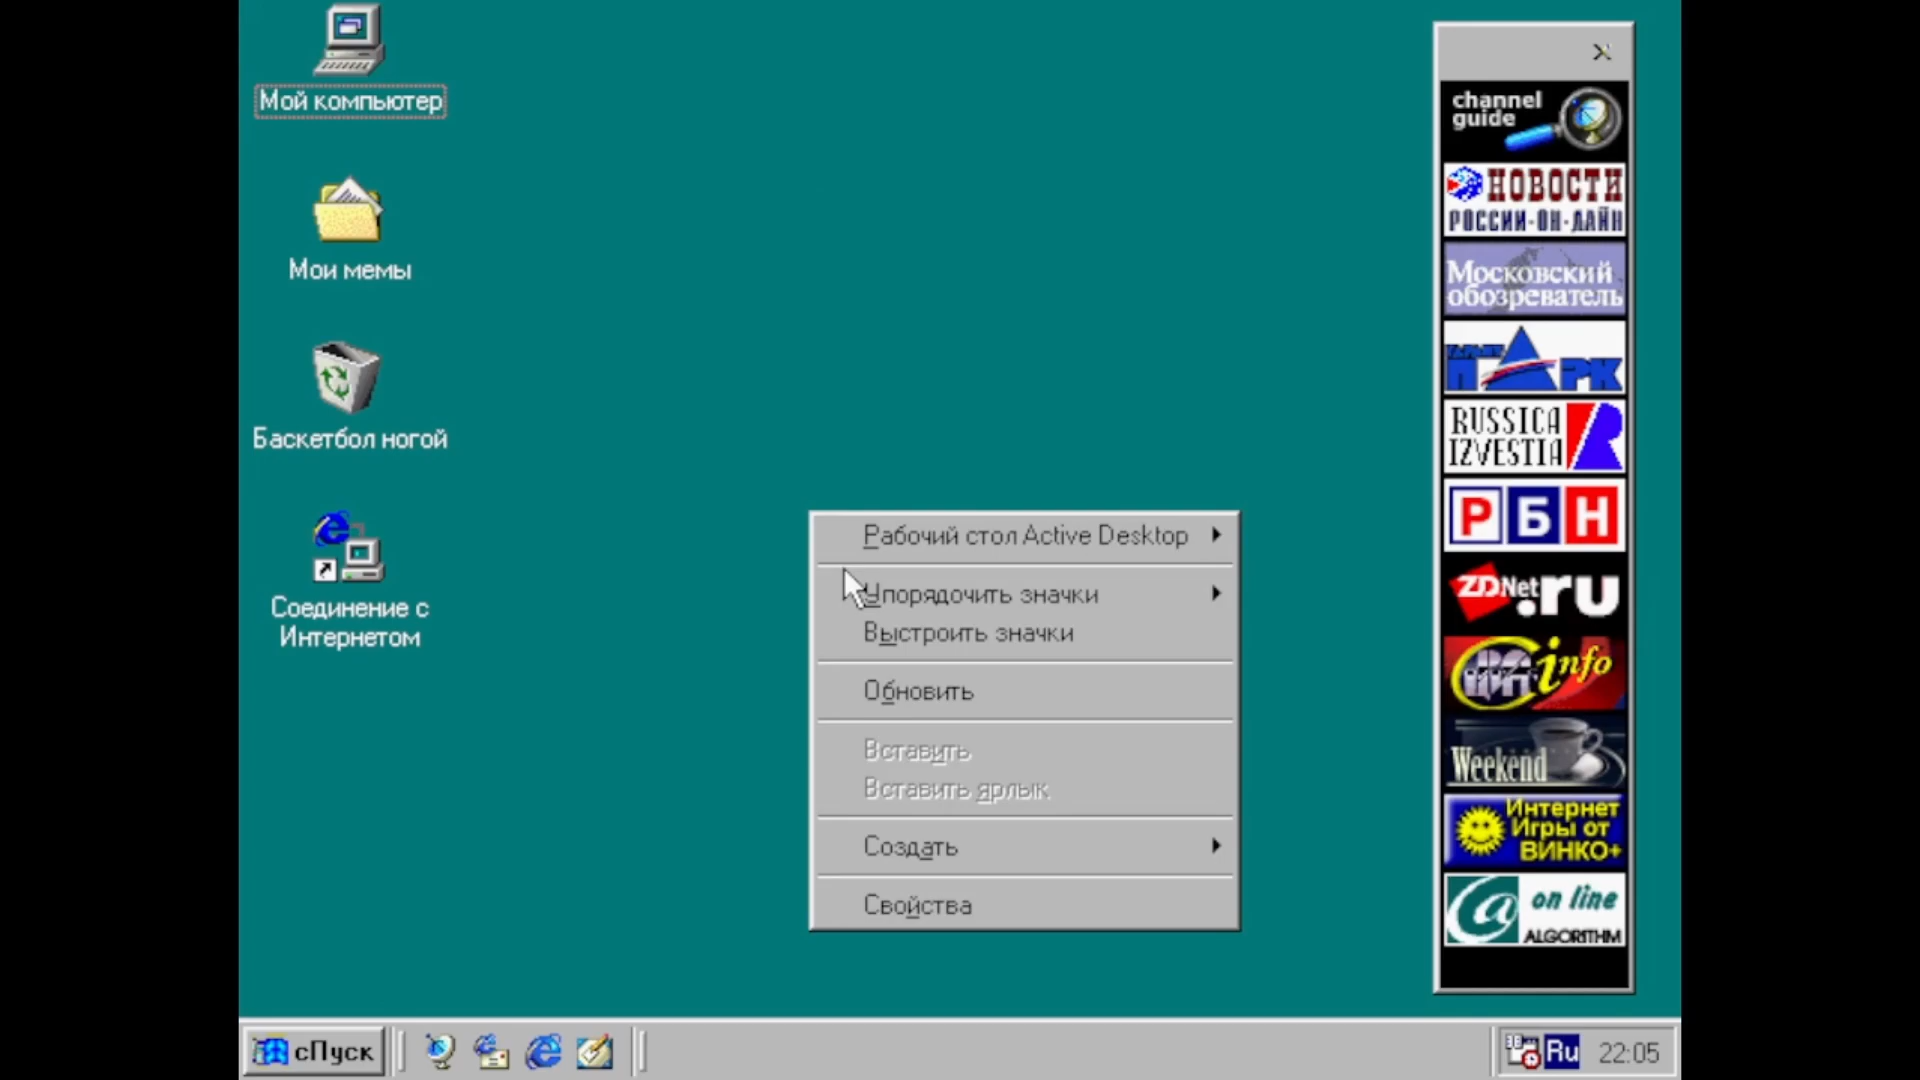 Мой компьютер
Мои мемы
Баскетбол ногой
Соединение с
Интернетом
Рабочий стол Active Desktop
Упорядочить значки
Выстроить значки
Обновить
Вставить
Вставить ярлык
Создать
Свойства
channel
guide
НОВОСТИ
РОССИИ-ОН-ЛАЙН
Московский
обозреватель
ПАРК
RUSSICA
IZVESTIA
РБН
ZDNet.ru
info
Weekend
Интернет
Игры от
ВИНКО+
on line
ALGORITHM
сПуск
Ru
22:05